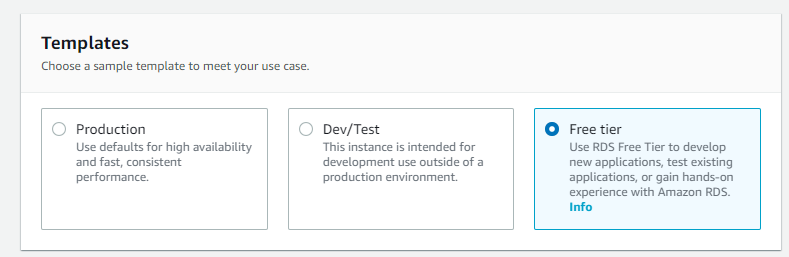 Templates
Choose a sample template to meet your use case.
Production
Use defaults for high availability
and fast, consistent
performance.
Dev/Test
This instance is intended for
development use outside of a
production environment.
Free tier
Use RDS Free Tier to develop
new applications, test existing
applications, or gain hands-on
experience with Amazon RDS.
Info